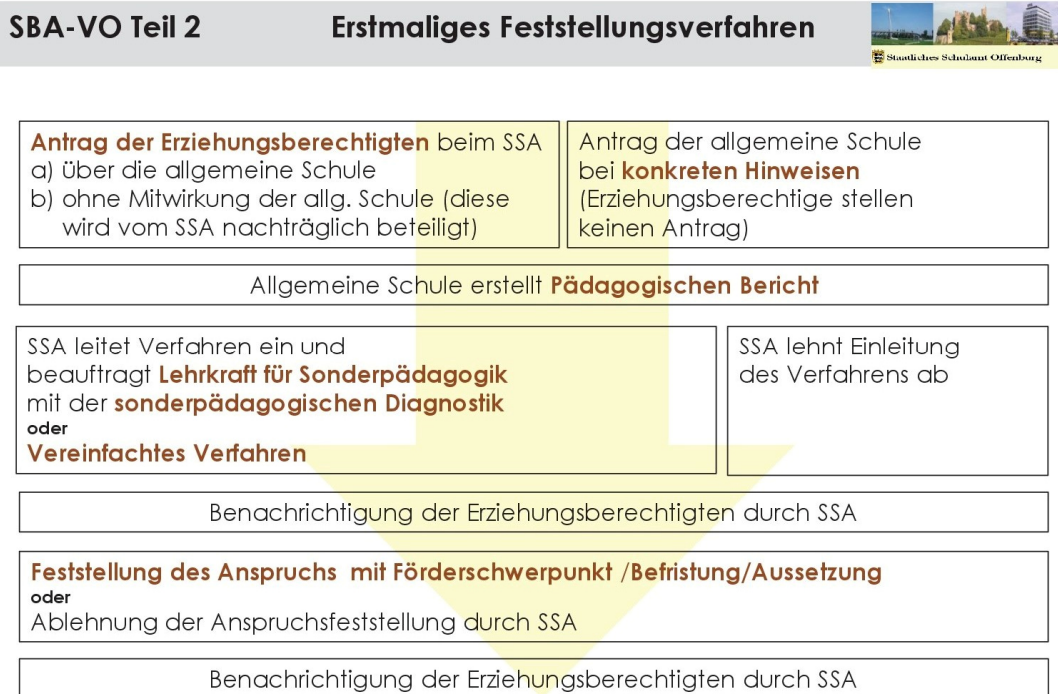 SBA-VO Teil 2
Erstmaliges Feststellungsverfahren
Staatliches Schulamt Offenburg
Antrag der Erziehungsberechtigten beim SSA
a) über die allgemeine Schule
b) ohne Mitwirkung der allg. Schule (diese
wird vom SSA nachträglich beteiligt)
Antrag der allgemeine Schule
bei konkreten Hinweisen
(Erziehungsberechtige stellen
keinen Antrag)
Allgemeine Schule erstellt Pädagogischen Bericht
SSA leitet Verfahren ein und
beauftragt Lehrkraft für Sonderpädagogik
mit der sonderpädagogischen Diagnostik
oder
Vereinfachtes Verfahren
SSA lehnt Einleitung
des Verfahrens ab
Benachrichtigung der Erziehungsberechtigten durch SSA
Feststellung des Anspruchs mit Förderschwerpunkt /Befristung/Aussetzung
oder
Ablehnung der Anspruchsfeststellung durch SSA
Benachrichtigung der Erziehungsberechtigten durch SSA